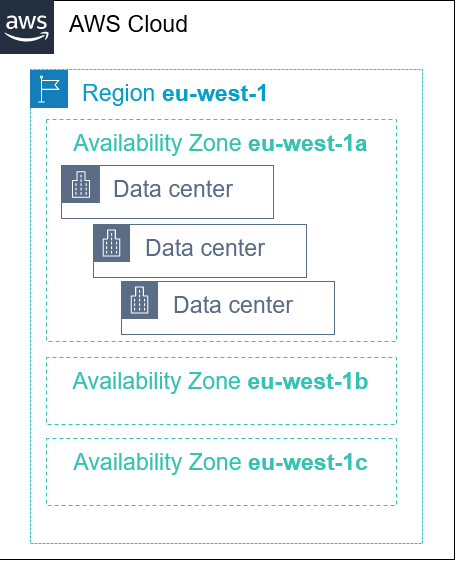 aws
AWS Cloud
Region eu-west-1
Availability Zone eu-west-1a
Data center
Data center
Data center
Availability Zone eu-west-1b
Availability Zone eu-west-1c